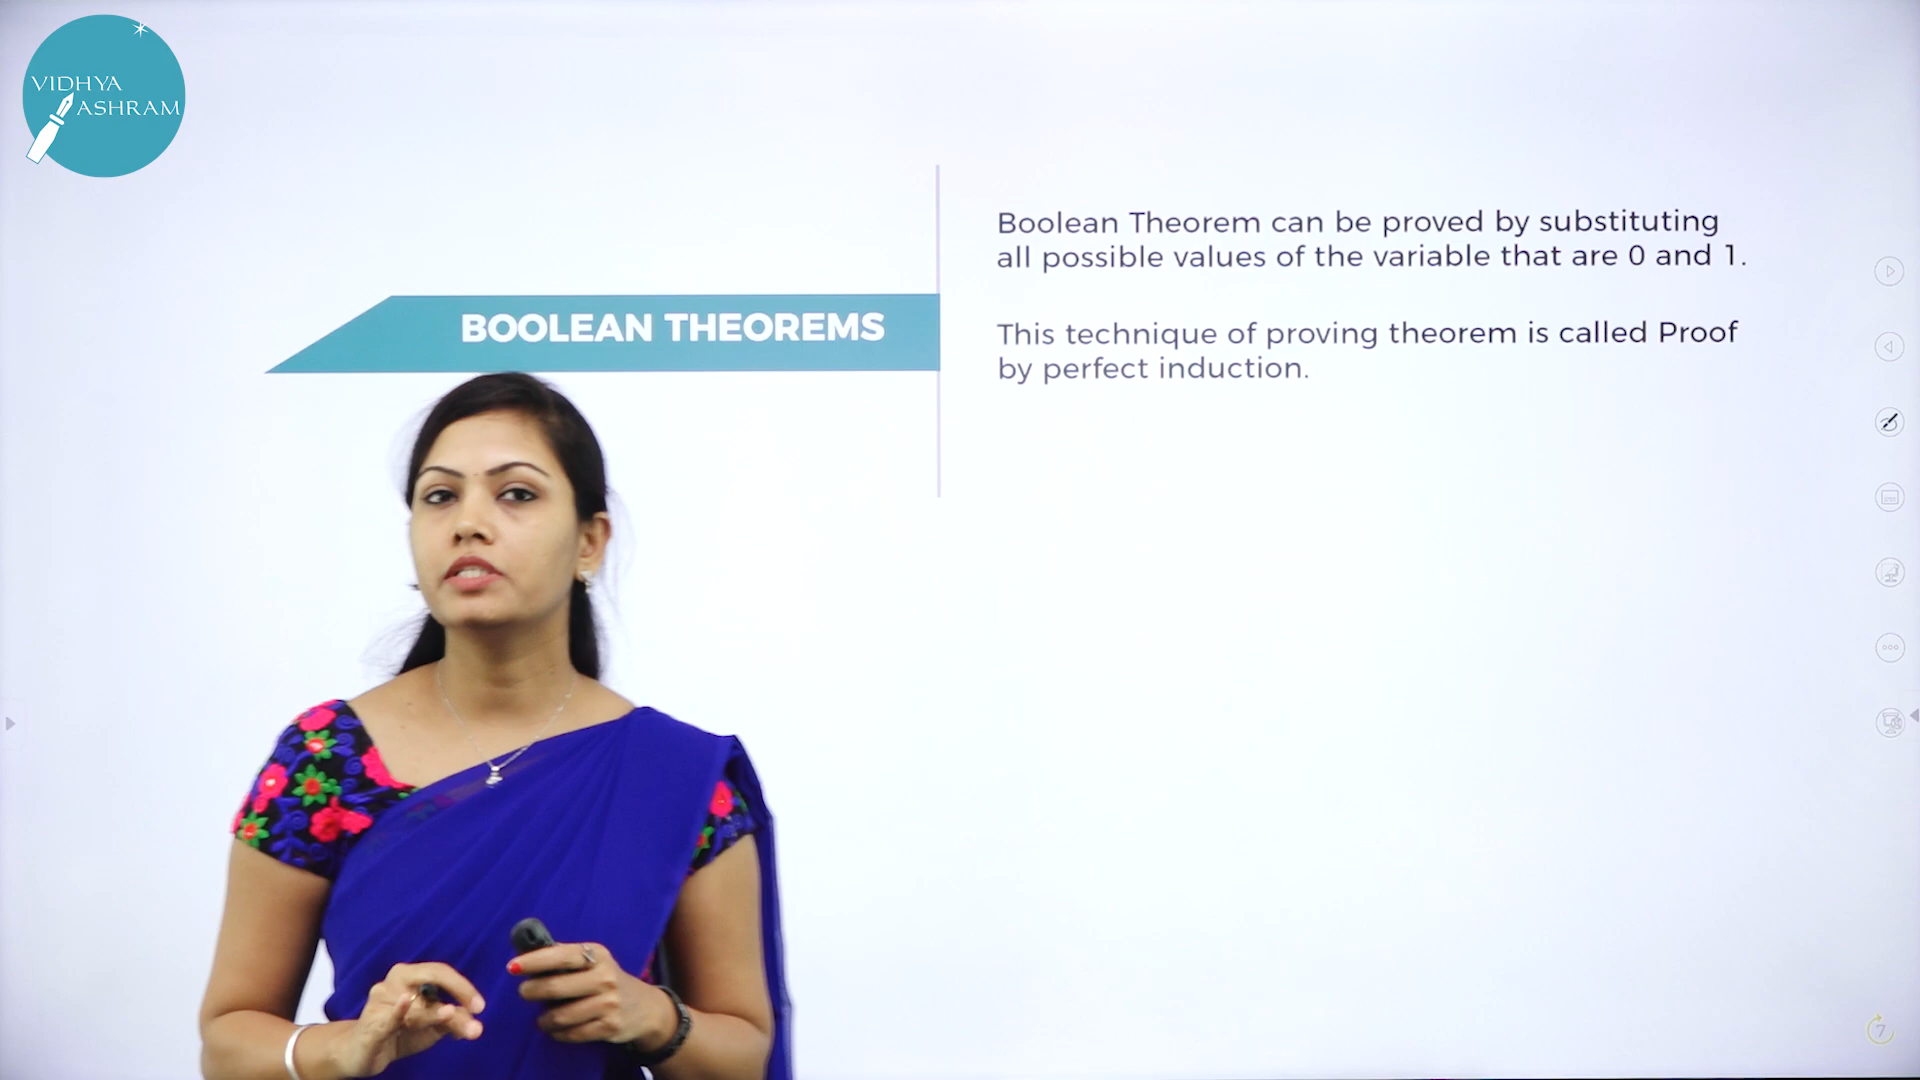 VIDHYA
ASHRAM
BOOLEAN THEOREMS
Boolean Theorem can be proved by substituting
all possible values of the variable that are 0 and 1.
This technique of proving theorem is called Proof
by perfect induction.
7